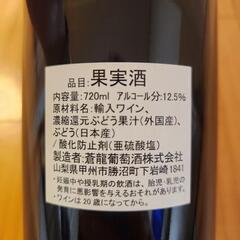 品目:果実酒
内容量:720ml アルコール分:12.5%
原材料名:輸入ワイン、
濃縮還元ぶどう果汁(外国産)、
ぶどう(日本産)
/酸化防止剤(亜硫酸塩)
製造者:蒼龍葡萄酒株式会社
山梨県甲州市勝沼町下岩崎1841
*妊娠中や授乳期の飲酒は、胎児・乳児の
発育に悪影響を与えるおそれがあります。
*ワインは20歳になってから。